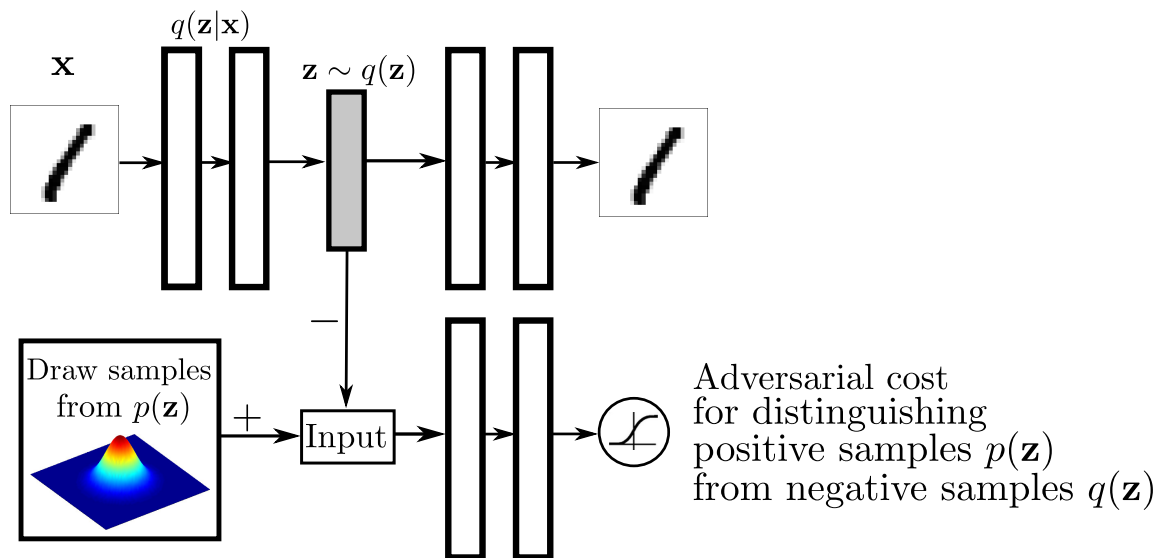 q(z|x)
x
z ∼ q(z)
−
Draw samples
from p(z)
+
Input
Adversarial cost
for distinguishing
positive samples p(z)
from negative samples q(z)